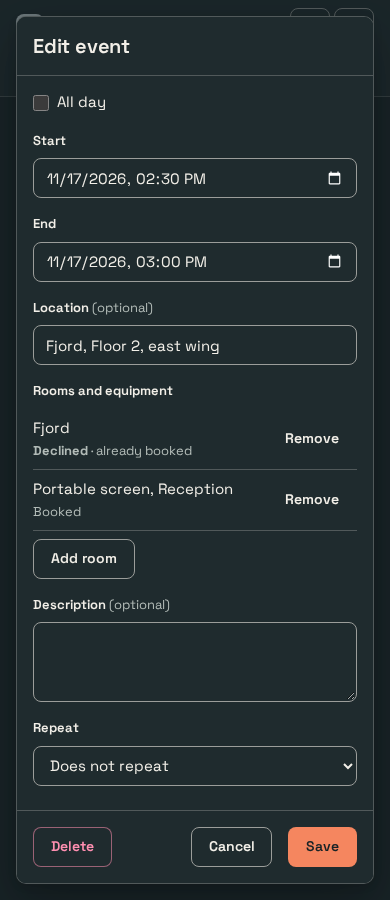 Edit event
All day
Start
11/17/2026, 02:30 PM
End
11/17/2026, 03:00 PM
Location (optional)
Fjord, Floor 2, east wing
Rooms and equipment
Fjord
Remove
Declined · already booked
Portable screen, Reception
Remove
Booked
Add room
Description (optional)
Repeat
Does not repeat
Delete
Cancel
Save